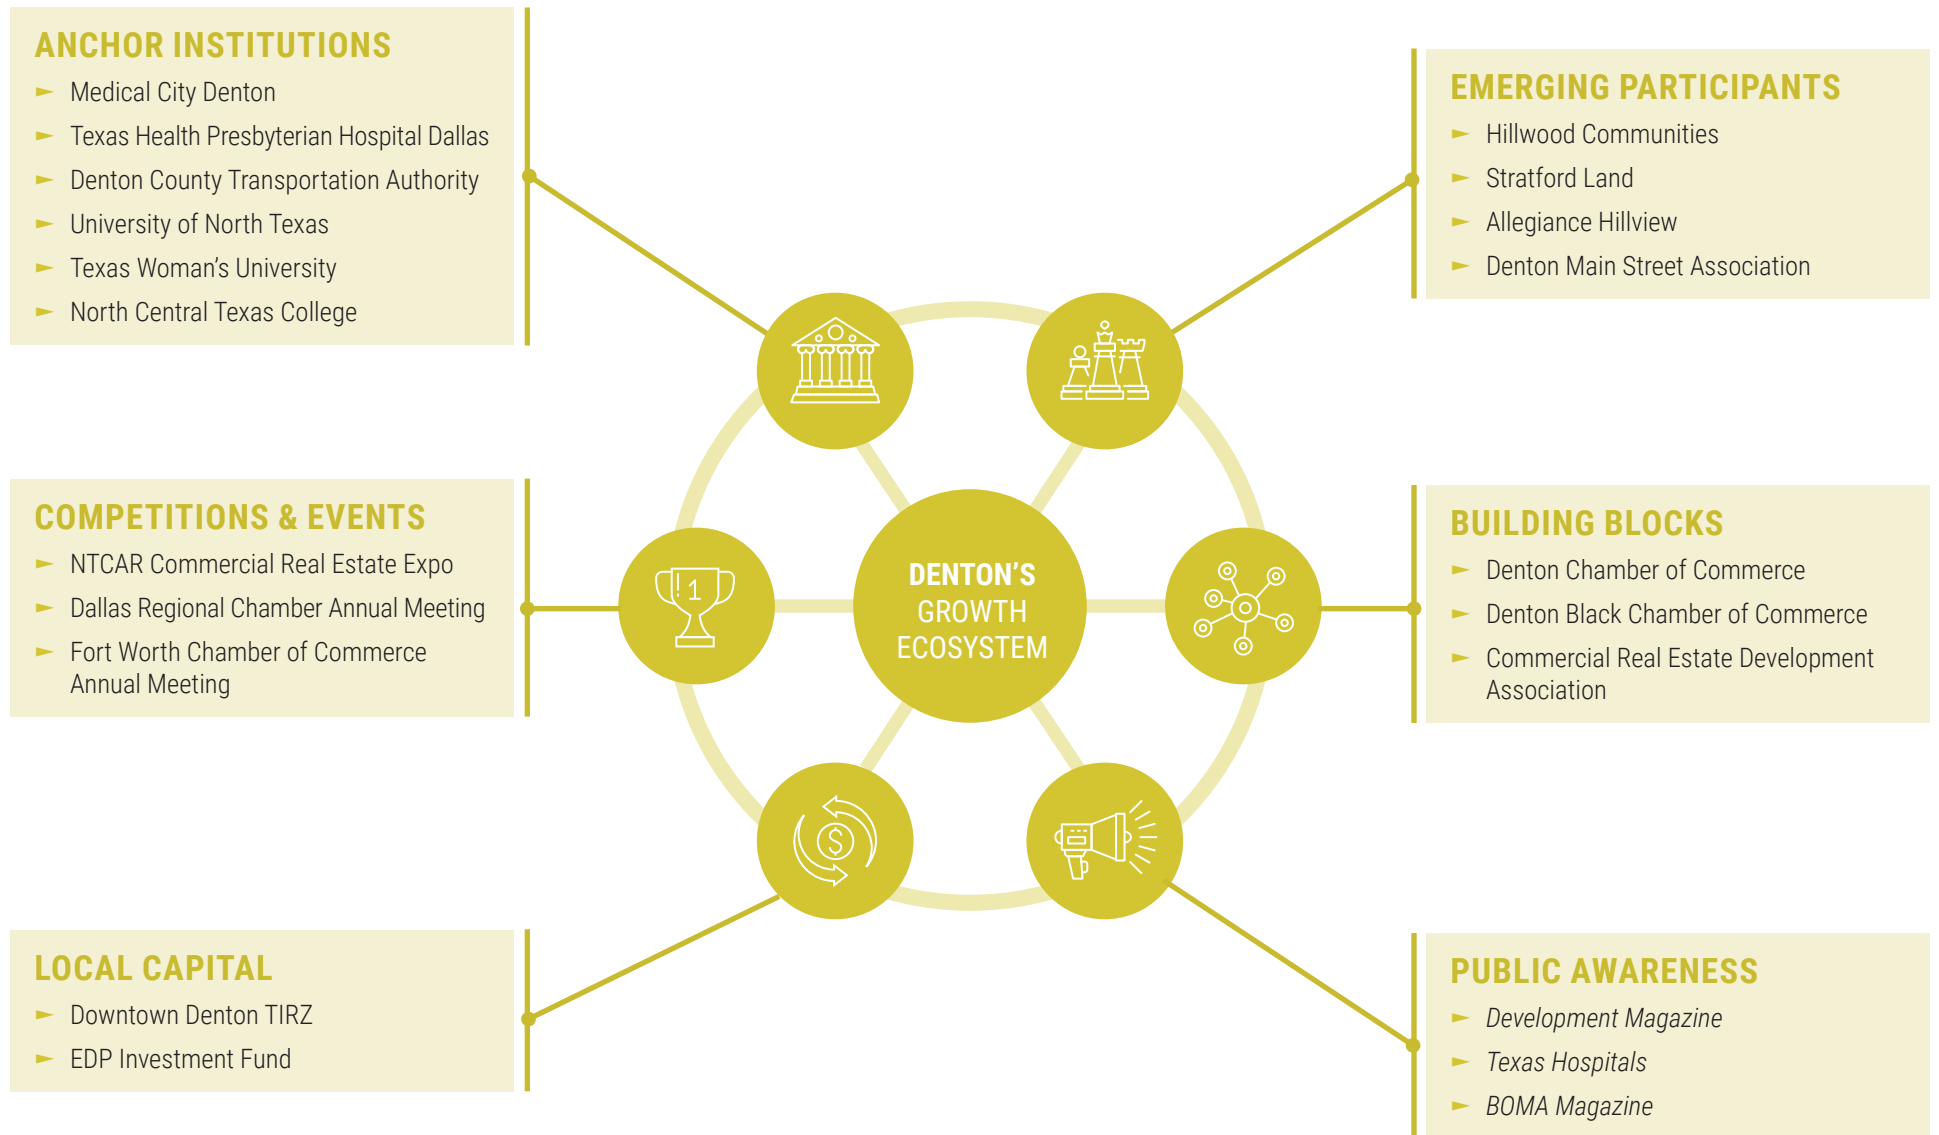 ANCHOR INSTITUTIONS
► Medical City Denton
► Texas Health Presbyterian Hospital Dallas
► Denton County Transportation Authority
► University of North Texas
► Texas Woman’s University
► North Central Texas College
EMERGING PARTICIPANTS
► Hillwood Communities
► Stratford Land
► Allegiance Hillview
► Denton Main Street Association
COMPETITIONS & EVENTS
► NTCAR Commercial Real Estate Expo
► Dallas Regional Chamber Annual Meeting
► Fort Worth Chamber of Commerce
Annual Meeting
1
DENTON’S
GROWTH
ECOSYSTEM
BUILDING BLOCKS
► Denton Chamber of Commerce
► Denton Black Chamber of Commerce
► Commercial Real Estate Development
Association
$
LOCAL CAPITAL
► Downtown Denton TIRZ
► EDP Investment Fund
PUBLIC AWARENESS
► Development Magazine
► Texas Hospitals
► BOMA Magazine